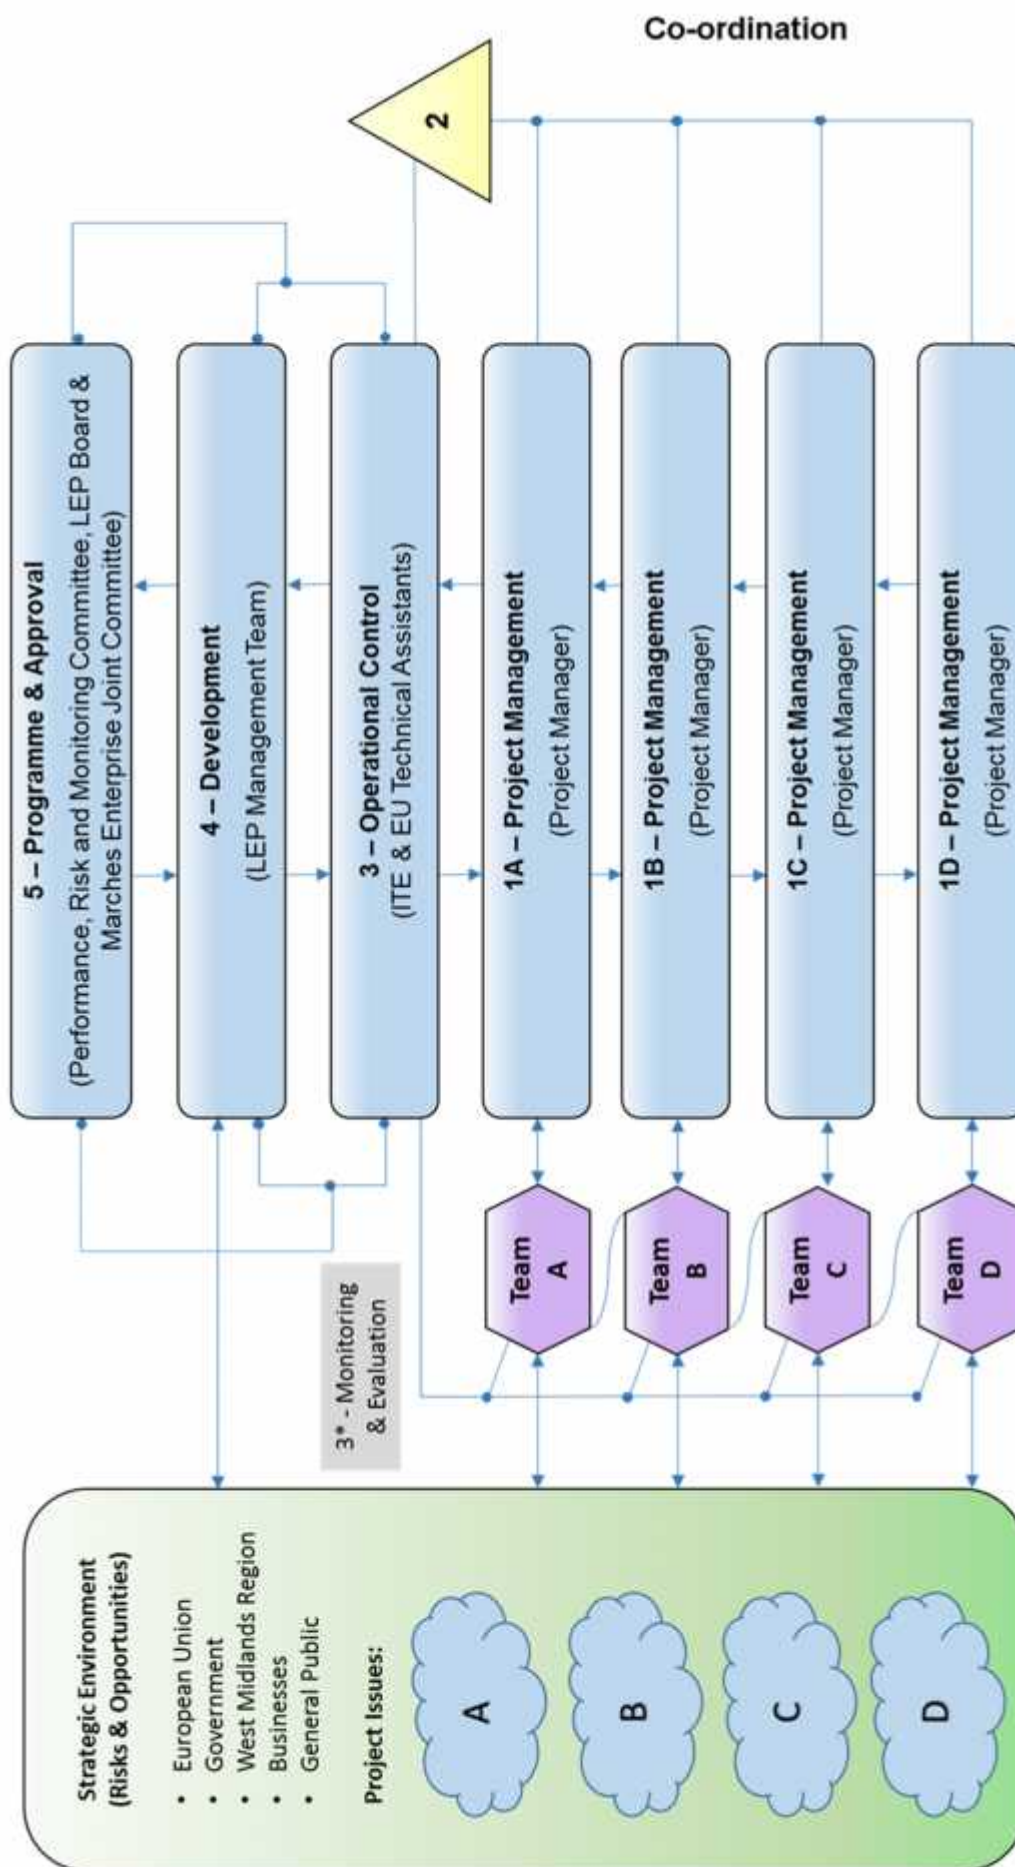 Co-ordination
2
5 – Programme & Approval
(Performance, Risk and Monitoring Committee, LEP Board &
Marches Enterprise Joint Committee)
4 – Development
(LEP Management Team)
3 – Operational Control
(ITE & EU Technical Assistants)
1A – Project Management
(Project Manager)
1B – Project Management
(Project Manager)
1C – Project Management
(Project Manager)
1D – Project Management
(Project Manager)
3* - Monitoring
& Evaluation
Team
A
Team
B
Team
C
Team
D
Strategic Environment
(Risks & Opportunities)
• European Union
• Government
• West Midlands Region
• Businesses
• General Public
Project Issues:
A
B
C
D